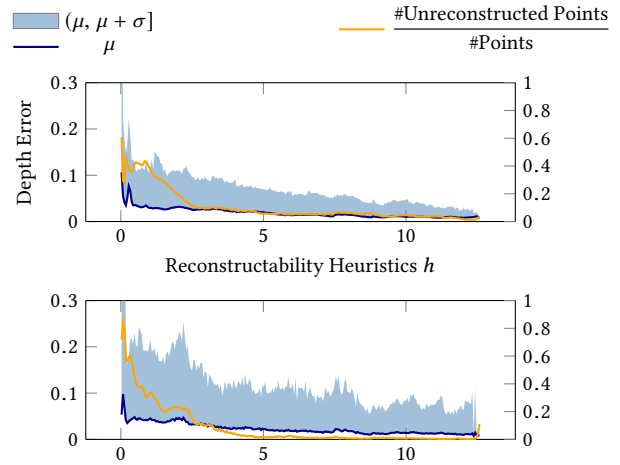 (μ, μ + σ]
μ
#Unreconstructed Points
#Points
0.3
0.2
0.1
0
Depth Error
1
0.8
0.6
0.4
0.2
0
0 5 10
Reconstructability Heuristics h
0.3
0.2
0.1
0
1
0.8
0.6
0.4
0.2
0
0 5 10